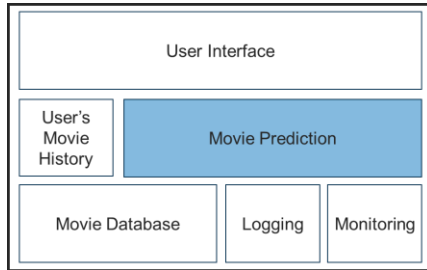 User Interface
User's
Movie
History
Movie Prediction
Movie Database
Logging
Monitoring